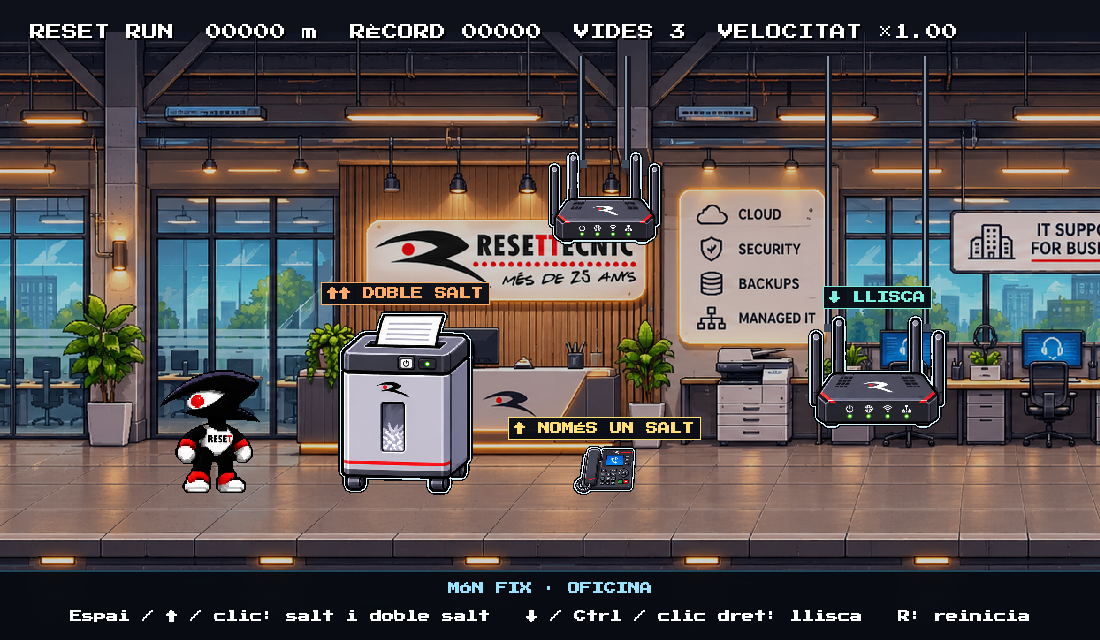 RESET RUN 00000 m RèCORD 00000 VIDES 3 VELOCITAT ×1.00
RESETTECNIC
MÉS DE 25 ANYS
CLOUD
SECURITY
BACKUPS
MANAGED IT
IT SUPPO
FOR BUSI
↑↑ DOBLE SALT
↓ LLISCA
↑ NOMéS UN SALT
RESET
MóN FIX · OFICINA
Espai / ↑ / clic: salt i doble salt ↓ / Ctrl / clic dret: llisca R: reinicia